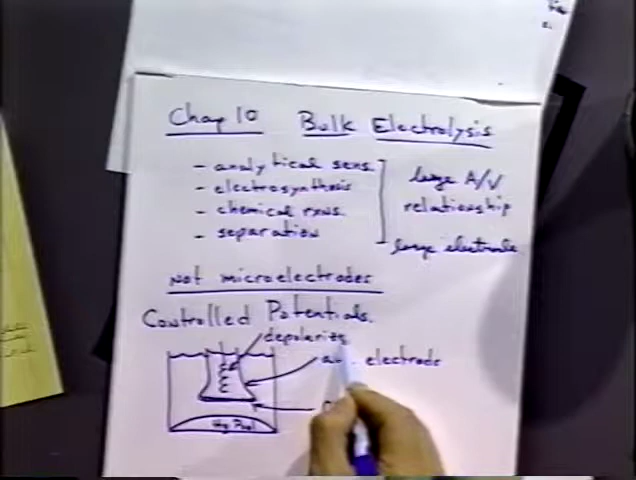 Chap 10 Bulk Electrolysis
- analytical sens.
- electrosynthesis
- chemical rxns.
- separation
large A/V
relationship
large electrode
not microelectrodes
Controlled Potentials.
depolarizer
electrode
Hg Pool